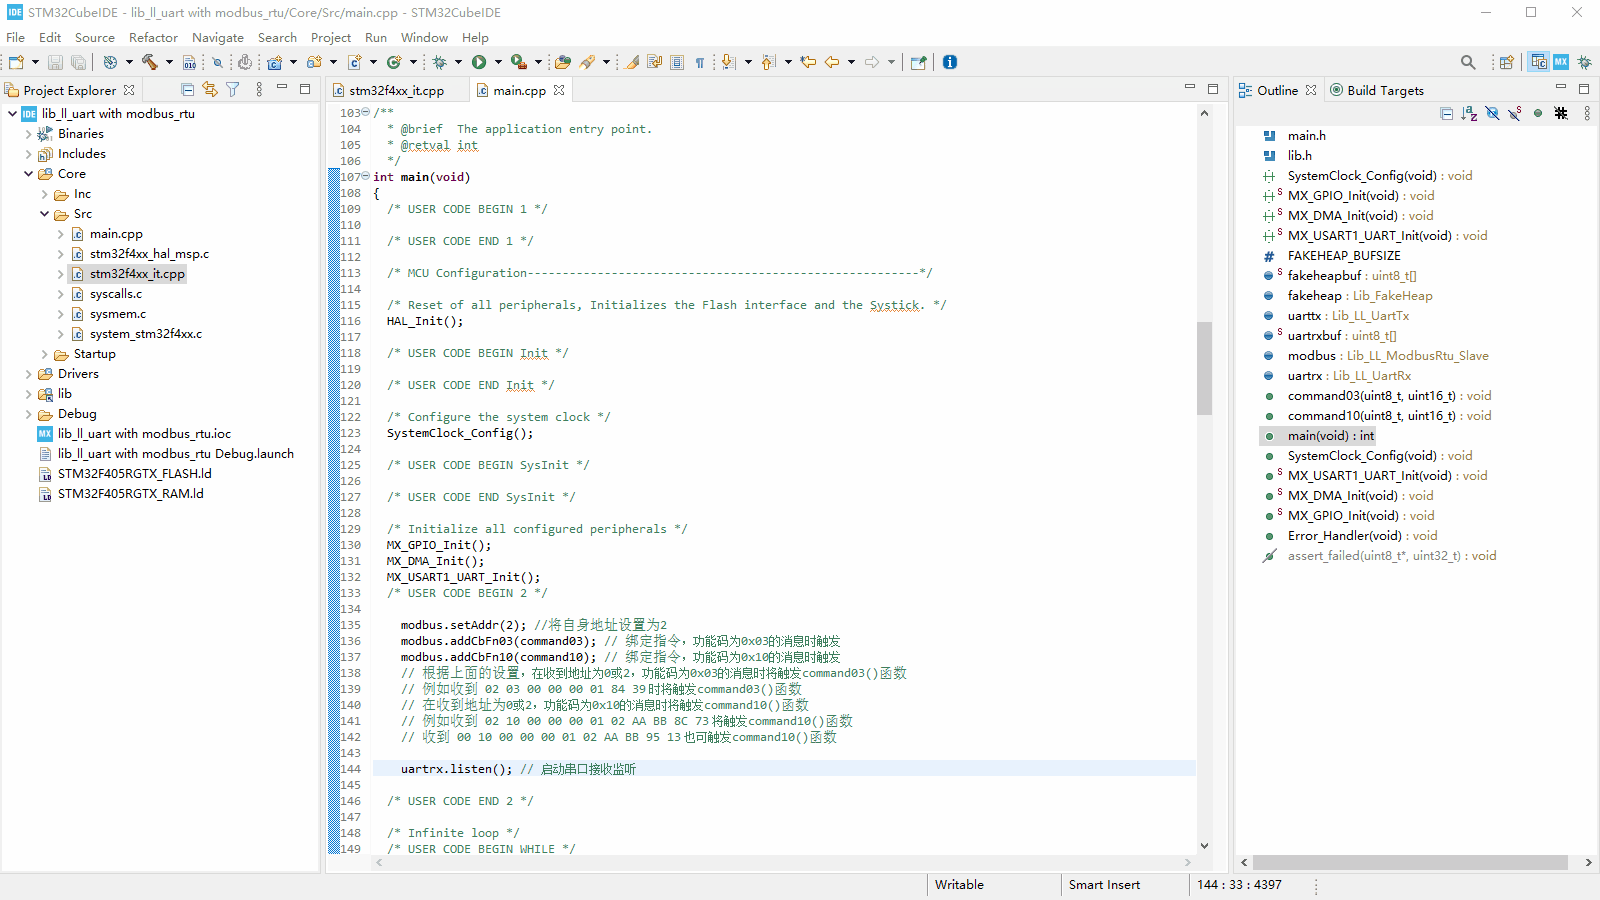 IDE STM32CubeIDE - lib_ll_uart with modbus_rtu/Core/Src/main.cpp - STM32CubeIDE
File Edit Source Refactor Navigate Search Project Run Window Help
Project Explorer
IDE lib_ll_uart with modbus_rtu
Binaries
Includes
Core
Inc
Src
main.cpp
stm32f4xx_hal_msp.c
stm32f4xx_it.cpp
syscalls.c
sysmem.c
system_stm32f4xx.c
Startup
Drivers
lib
Debug
MX lib_ll_uart with modbus_rtu.ioc
lib_ll_uart with modbus_rtu Debug.launch
STM32F405RGTX_FLASH.ld
STM32F405RGTX_RAM.ld
stm32f4xx_it.cpp main.cpp
103 /**
104 * @brief The application entry point.
105 * @retval int
106 */
107 int main(void)
108 {
109 /* USER CODE BEGIN 1 */
110
111 /* USER CODE END 1 */
112
113 /* MCU Configuration--------------------------------------------------------*/
114
115 /* Reset of all peripherals, Initializes the Flash interface and the Systick. */
116 HAL_Init();
117
118 /* USER CODE BEGIN Init */
119
120 /* USER CODE END Init */
121
122 /* Configure the system clock */
123 SystemClock_Config();
124
125 /* USER CODE BEGIN SysInit */
126
127 /* USER CODE END SysInit */
128
129 /* Initialize all configured peripherals */
130 MX_GPIO_Init();
131 MX_DMA_Init();
132 MX_USART1_UART_Init();
133 /* USER CODE BEGIN 2 */
134
135 modbus.setAddr(2); //将自身地址设置为2
136 modbus.addCbFn03(command03); // 绑定指令，功能码为0x03的消息时触发
137 modbus.addCbFn10(command10); // 绑定指令，功能码为0x10的消息时触发
138 // 根据上面的设置，在收到地址为0或2，功能码为0x03的消息时将触发command03()函数
139 // 例如收到 02 03 00 00 00 01 84 39 时将触发command03()函数
140 // 在收到地址为0或2，功能码为0x10的消息时将触发command10()函数
141 // 例如收到 02 10 00 00 00 01 02 AA BB 8C 73 将触发command10()函数
142 // 收到 00 10 00 00 00 01 02 AA BB 95 13 也可触发command10()函数
143
144 uartrx.listen(); // 启动串口接收监听
145
146 /* USER CODE END 2 */
147
148 /* Infinite loop */
149 /* USER CODE BEGIN WHILE */
Outline Build Targets
main.h
lib.h
SystemClock_Config(void) : void
MX_GPIO_Init(void) : void
MX_DMA_Init(void) : void
MX_USART1_UART_Init(void) : void
# FAKEHEAP_BUFSIZE
fakeheapbuf : uint8_t[]
fakeheap : Lib_FakeHeap
uarttx : Lib_LL_UartTx
uartrxbuf : uint8_t[]
modbus : Lib_LL_ModbusRtu_Slave
uartrx : Lib_LL_UartRx
command03(uint8_t, uint16_t) : void
command10(uint8_t, uint16_t) : void
main(void) : int
SystemClock_Config(void) : void
MX_USART1_UART_Init(void) : void
MX_DMA_Init(void) : void
MX_GPIO_Init(void) : void
Error_Handler(void) : void
assert_failed(uint8_t*, uint32_t) : void
Writable Smart Insert 144 : 33 : 4397